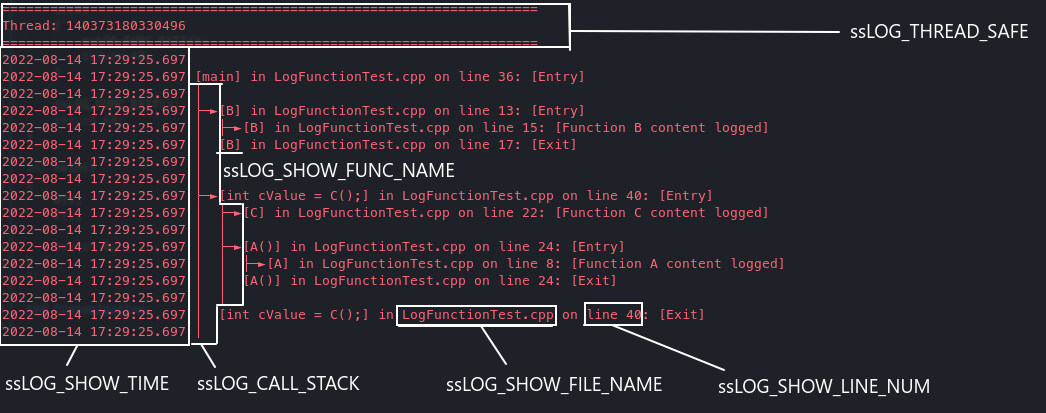 ================================================================
Thread: 140373180330496
================================================================
ssLOG_THREAD_SAFE
2022-08-14 17:29:25.697
2022-08-14 17:29:25.697 [main] in LogFunctionTest.cpp on line 36: [Entry]
2022-08-14 17:29:25.697
2022-08-14 17:29:25.697 [B] in LogFunctionTest.cpp on line 13: [Entry]
2022-08-14 17:29:25.697 [B] in LogFunctionTest.cpp on line 15: [Function B content logged]
2022-08-14 17:29:25.697 [B] in LogFunctionTest.cpp on line 17: [Exit]
2022-08-14 17:29:25.697
ssLOG_SHOW_FUNC_NAME
2022-08-14 17:29:25.697
2022-08-14 17:29:25.697 [int cValue = C();] in LogFunctionTest.cpp on line 40: [Entry]
2022-08-14 17:29:25.697 [C] in LogFunctionTest.cpp on line 22: [Function C content logged]
2022-08-14 17:29:25.697
2022-08-14 17:29:25.697 [A()] in LogFunctionTest.cpp on line 24: [Entry]
2022-08-14 17:29:25.697 [A] in LogFunctionTest.cpp on line 8: [Function A content logged]
2022-08-14 17:29:25.697 [A()] in LogFunctionTest.cpp on line 24: [Exit]
2022-08-14 17:29:25.697
2022-08-14 17:29:25.697 [int cValue = C();] in LogFunctionTest.cpp on line 40: [Exit]
2022-08-14 17:29:25.697
ssLOG_SHOW_TIME
ssLOG_CALL_STACK
ssLOG_SHOW_FILE_NAME
ssLOG_SHOW_LINE_NUM